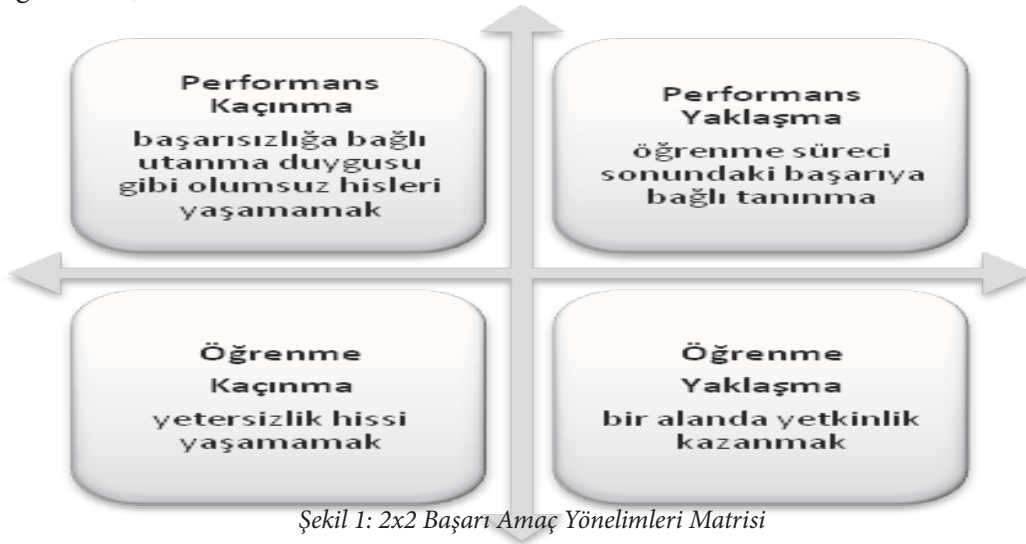 Performans
Kaçınma
başarısızlığa bağlı
utanma duygusu
gibi olumsuz hisleri
yaşamamak
Performans
Yaklaşma
öğrenme süreci
sonundaki başarıya
bağlı tanınma
Öğrenme
Kaçınma
yetersizlik hissi
yaşamamak
Öğrenme
Yaklaşma
bir alanda yetkinlik
kazanmak
Şekil 1: 2x2 Başarı Amaç Yönelimleri Matrisi